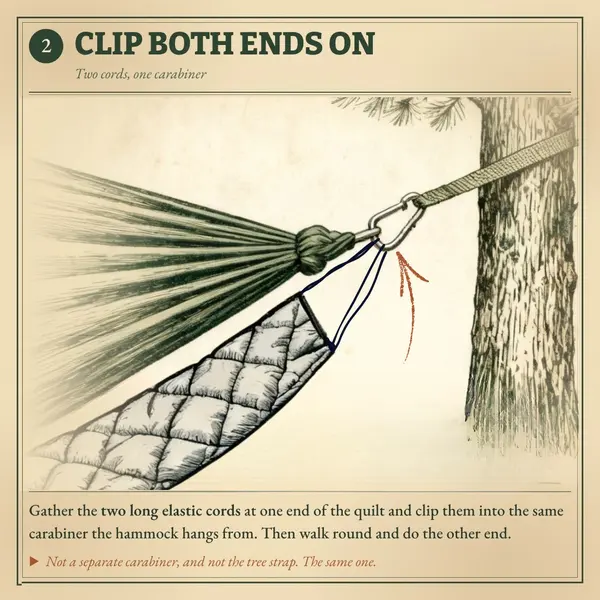 2 CLIP BOTH ENDS ON
Two cords, one carabiner
Gather the two long elastic cords at one end of the quilt and clip them into the same
carabiner the hammock hangs from. Then walk round and do the other end.
▶ Not a separate carabiner, and not the tree strap. The same one.